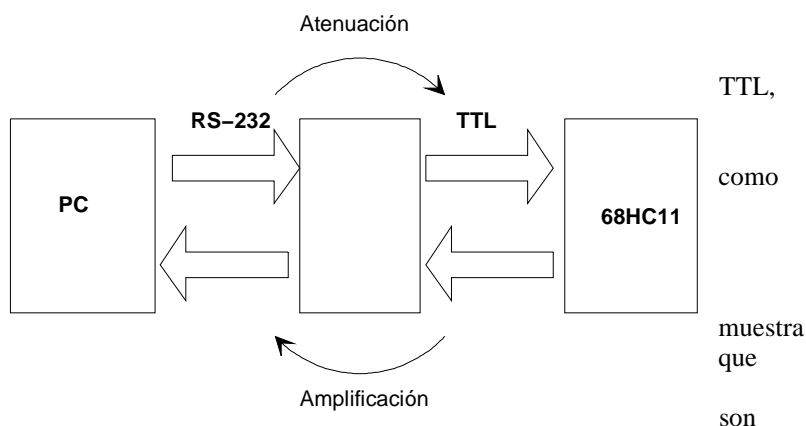 Atenuación
TTL,
RS−232 TTL
como
PC 68HC11
muestra
que
Amplificación
son